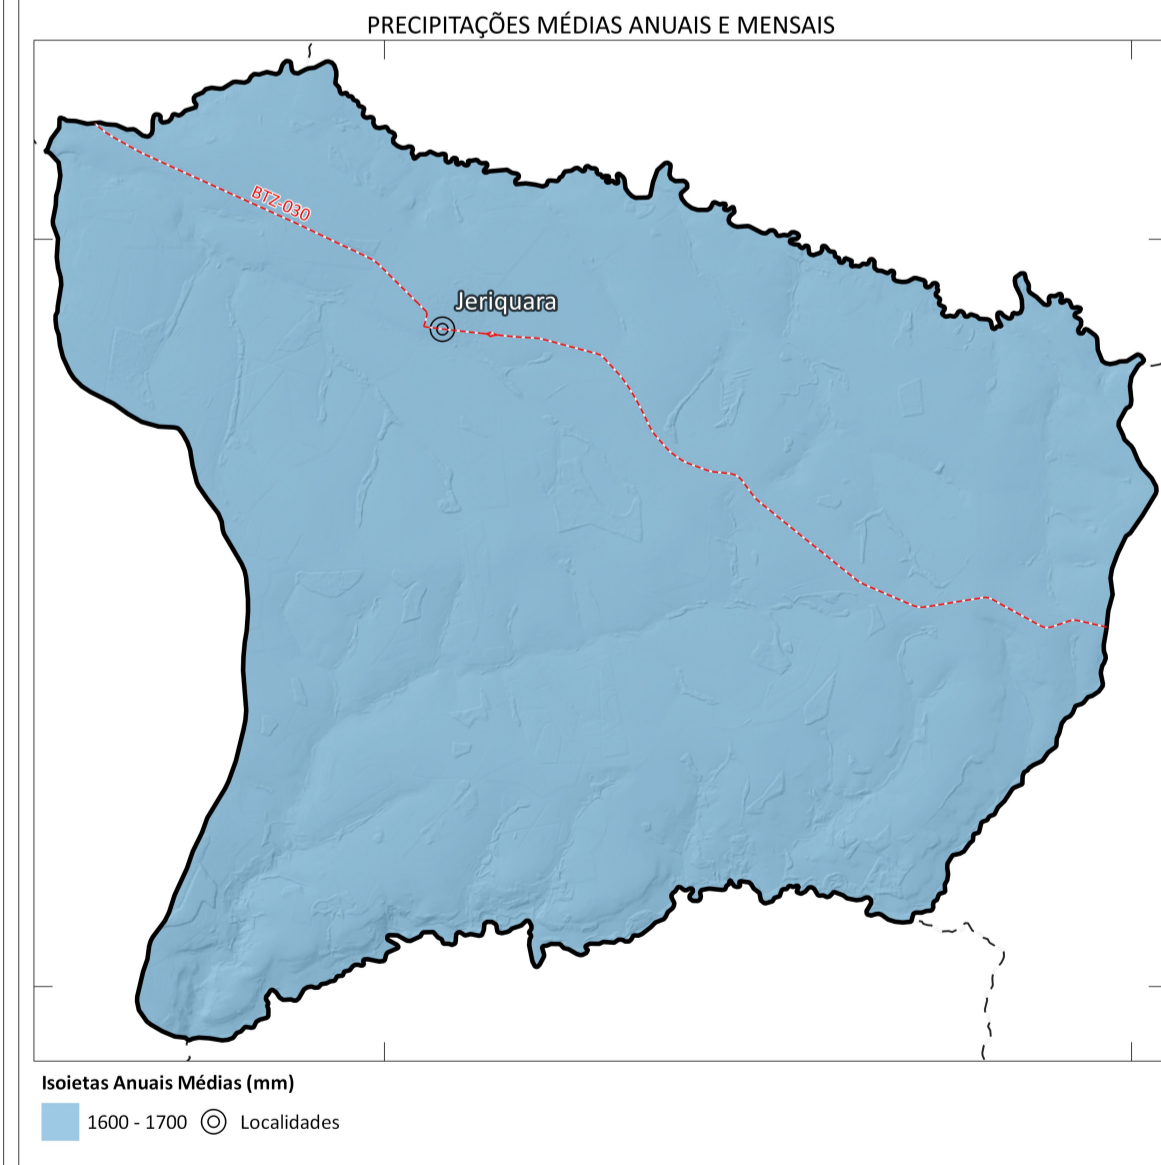 PRECIPITAÇÕES MÉDIAS ANUAIS E MENSAIS
BTZ-030
Jeriquara
Isoietas Anuais Médias (mm)
1600 - 1700 Localidades